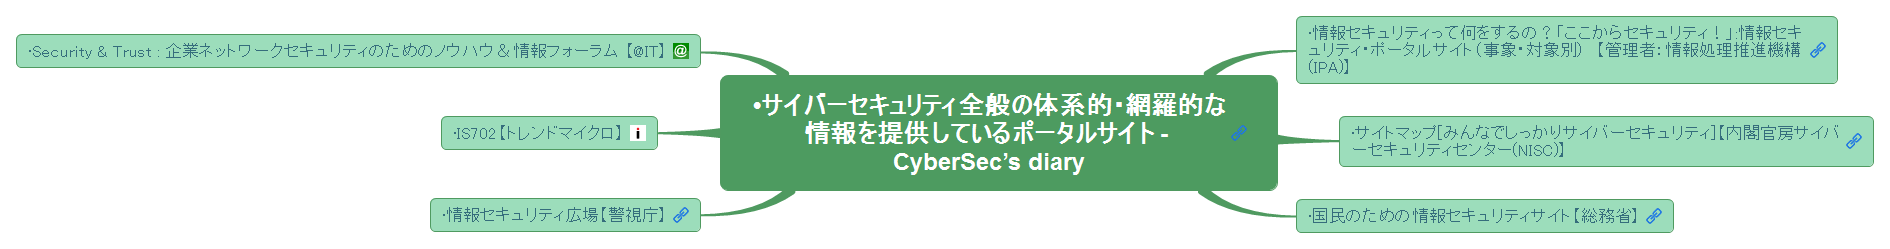 ・サイバーセキュリティ全般の体系的・網羅的な
情報を提供しているポータルサイト -
CyberSec’s diary
・情報セキュリティって何をするの？「ここからセキュリティ！」:情報セキ
ュリティ・ポータルサイト（事象・対象別） 【管理者: 情報処理推進機構
(IPA)】
・サイトマップ[みんなでしっかりサイバーセキュリティ]【内閣官房サイバ
ーセキュリティセンター(NISC)】
・国民のための情報セキュリティサイト【総務省】
・Security & Trust : 企業ネットワークセキュリティのためのノウハウ & 情報フォーラム 【@IT】
・IS702【トレンドマイクロ】
・情報セキュリティ広場【警視庁】